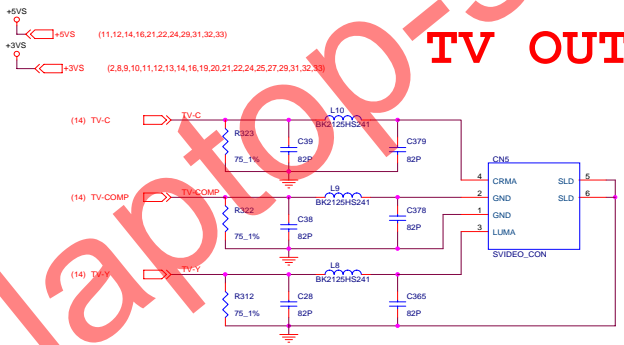 +5VS
+5VS (11,12,14,16,21,22,24,29,31,32,33)
+3VS
+3VS (2,8,9,10,11,12,13,14,16,19,20,21,22,24,25,27,29,31,32,33)
TV OUT
(14) TV-C TV-C
L10
BK2125HS241
R323
75_1%
C39
82P
C379
82P
(14) TV-COMP TV-COMP
L9
BK2125HS241
R322
75_1%
C38
82P
C378
82P
(14) TV-Y TV-Y
L8
BK2125HS241
R312
75_1%
C28
82P
C365
82P
CN5
4 CRMA SLD 5
2 GND SLD 6
1 GND
3 LUMA
SVIDEO_CON
laptop-s